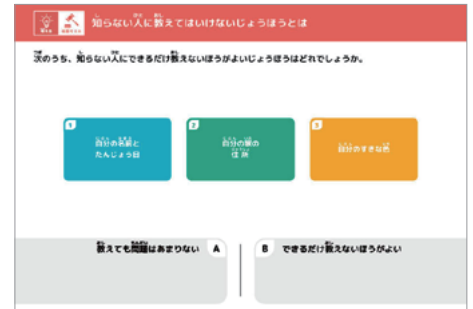 知らない人に教えてはいけないじょうほうとは
次のうち、知らない人にできるだけ教えないほうがよいじょうほうはどれでしょうか。
1
自分の名前と
たんじょう日
2
自分の家の
住所
3
自分のすきな色
教えても問題はあまりない A
B できるだけ教えないほうがよい